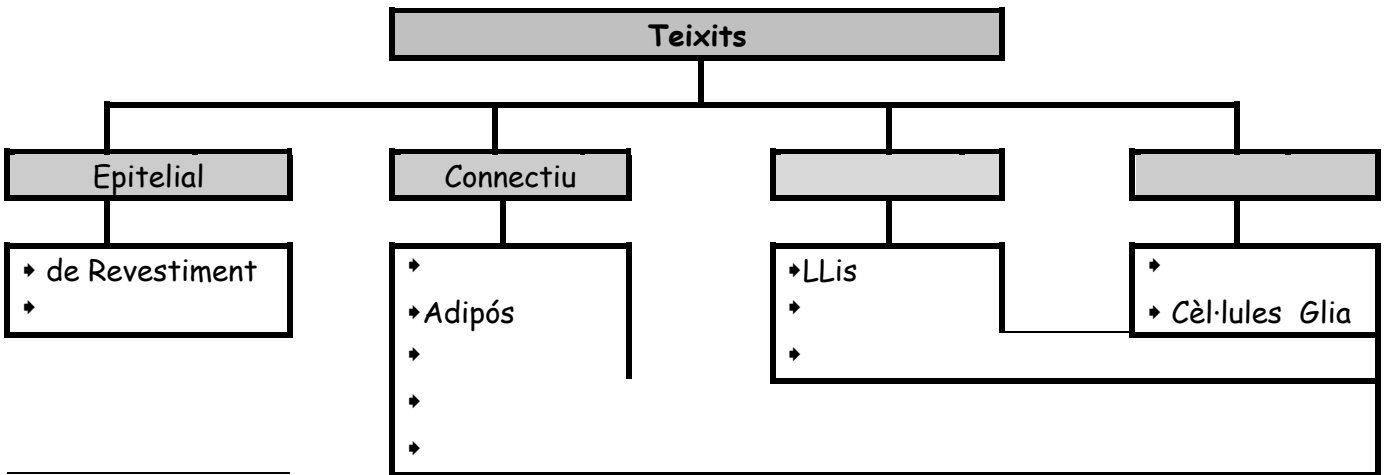 Teixits
Epitelial
Connectiu
de Revestiment
Adipós
LLis
Cèl·lules Glia